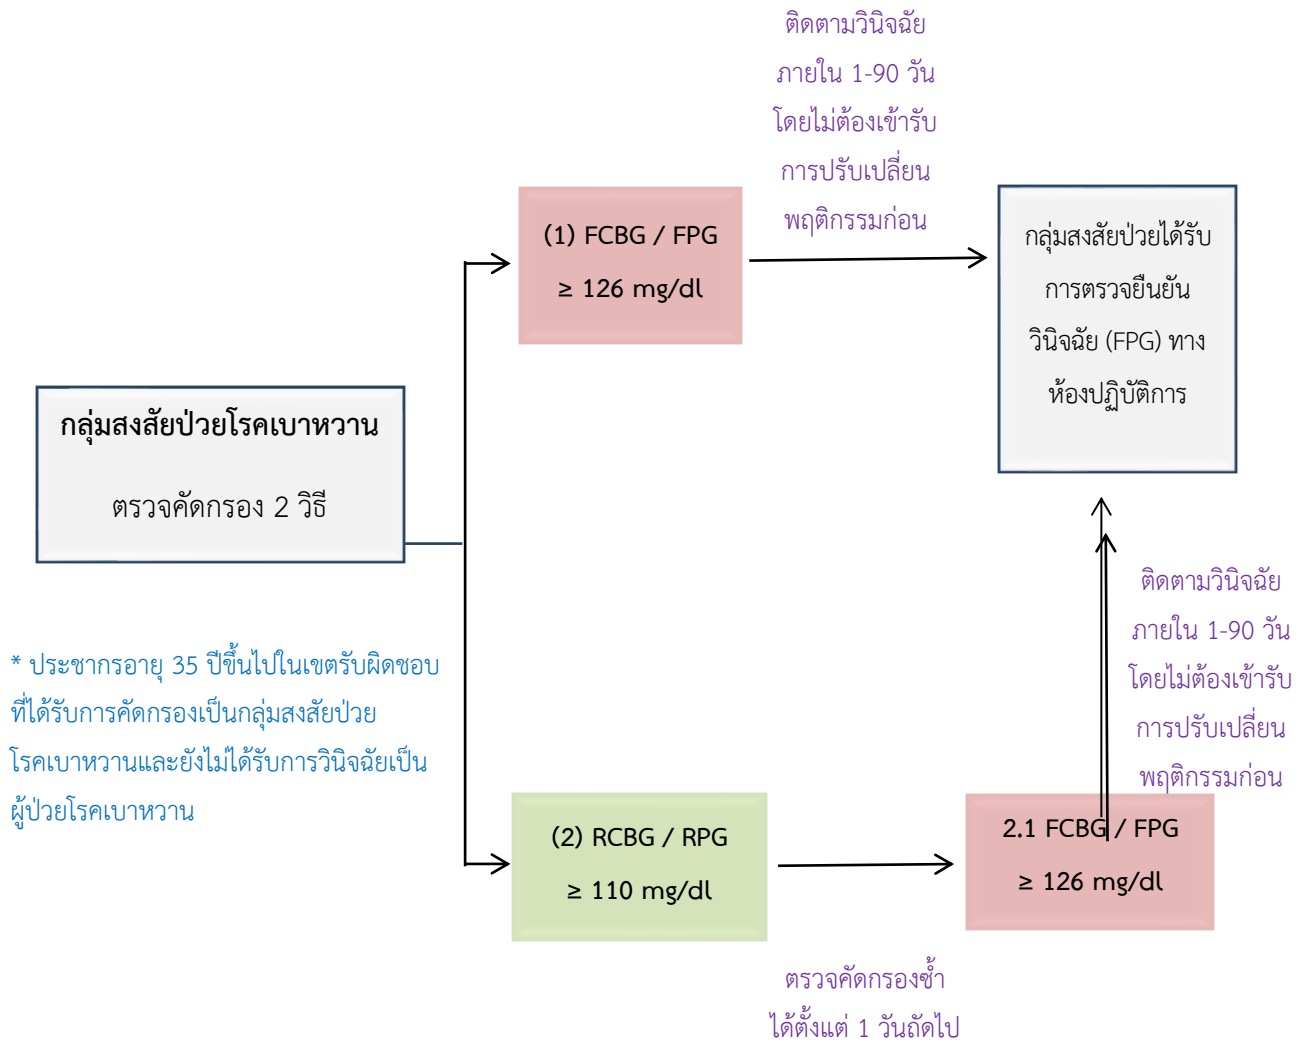 ติดตามวินิจฉัย
ภายใน 1-90 วัน
โดยไม่ต้องเข้ารับ
การปรับเปลี่ยน
พฤติกรรมก่อน
(1) FCBG / FPG
≥ 126 mg/dl
กลุ่มสงสัยป่วยได้รับ
การตรวจยืนยัน
วินิจฉัย (FPG) ทาง
ห้องปฏิบัติการ
กลุ่มสงสัยป่วยโรคเบาหวาน
ตรวจคัดกรอง 2 วิธี
* ประชากรอายุ 35 ปีขึ้นไปในเขตรับผิดชอบ
ที่ได้รับการคัดกรองเป็นกลุ่มสงสัยป่วย
โรคเบาหวานและยังไม่ได้รับการวินิจฉัยเป็น
ผู้ป่วยโรคเบาหวาน
ติดตามวินิจฉัย
ภายใน 1-90 วัน
โดยไม่ต้องเข้ารับ
การปรับเปลี่ยน
พฤติกรรมก่อน
(2) RCBG / RPG
≥ 110 mg/dl
2.1 FCBG / FPG
≥ 126 mg/dl
ตรวจคัดกรองซ้ำ
ได้ตั้งแต่ 1 วันถัดไป